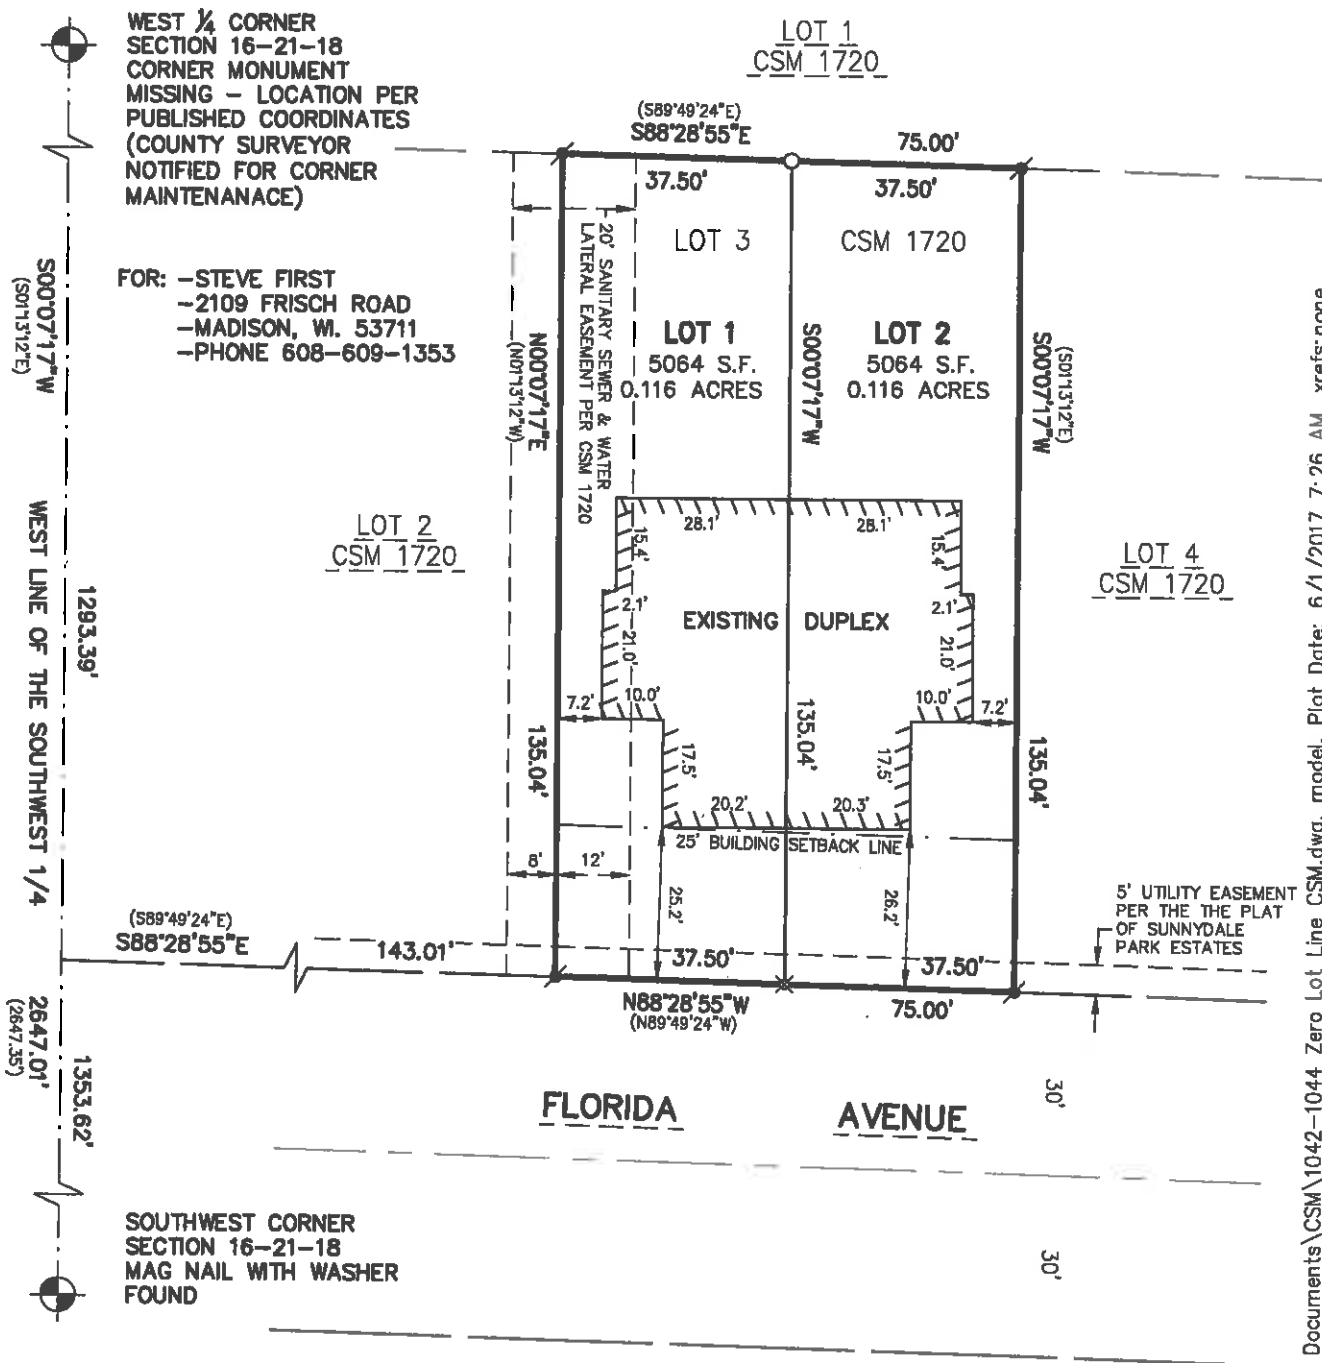 WEST ¼ CORNER
SECTION 16-21-18
CORNER MONUMENT
MISSING - LOCATION PER
PUBLISHED COORDINATES
(COUNTY SURVEYOR
NOTIFIED FOR CORNER
MAINTENANACE)
LOT 1
CSM 1720
(S89°49'24"E)
S88°28'55"E
75.00'
37.50'
37.50'
LOT 3
CSM 1720
FOR: -STEVE FIRST
-2109 FRISCH ROAD
-MADISON, WI. 53711
-PHONE 608-609-1353
S00°07'17"W
(S01°13'12"E)
N00°07'17"E
(N01°13'12"W)
20' SANITARY SEWER & WATER
LATERAL EASEMENT PER CSM 1720
LOT 1
5064 S.F.
0.116 ACRES
S00°07'17"W
LOT 2
5064 S.F.
0.116 ACRES
(S01°13'12"E)
S00°07'17"W
LOT 2
CSM 1720
28.1'
28.1'
15.4'
15.4'
LOT 4
CSM 1720
2.1'
21.0'
EXISTING DUPLEX
2.1'
21.0'
WEST LINE OF THE SOUTHWEST 1/4
1293.39'
7.2'
10.0'
10.0'
7.2'
135.04'
135.04'
135.04'
17.5'
17.5'
20.2'
20.3'
25' BUILDING SETBACK LINE
8'
12'
25.2'
26.2'
5' UTILITY EASEMENT
PER THE THE PLAT
OF SUNNYDALE
PARK ESTATES
(S89°49'24"E)
S88°28'55"E
143.01'
37.50'
37.50'
N88°28'55"W
(N89°49'24"W)
75.00'
2647.01'
(2647.35')
1353.62'
FLORIDA AVENUE
30'
30'
SOUTHWEST CORNER
SECTION 16-21-18
MAG NAIL WITH WASHER
FOUND
Documents\CSM\1042-1044 Zero Lot Line CSM.dwg, model, Plot Date: 6/1/2017 7:26 AM, xrefs:none